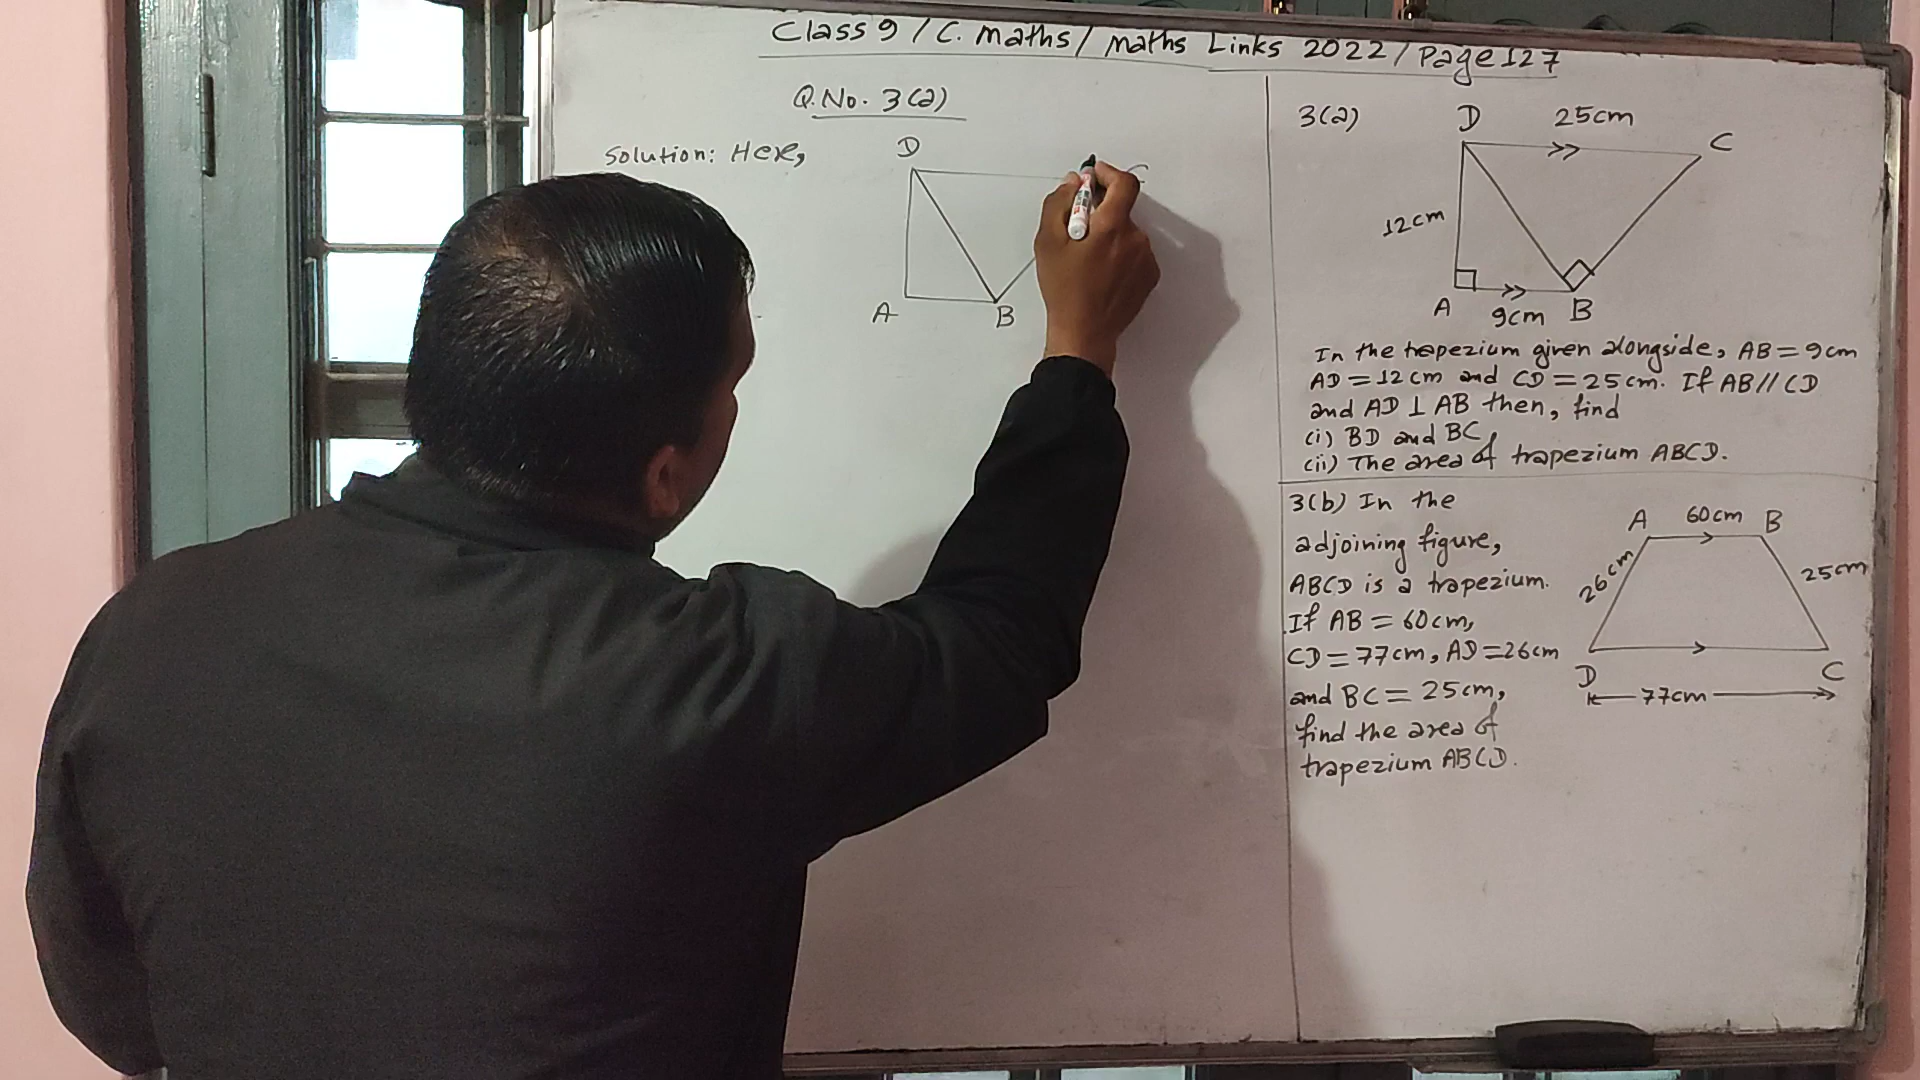 Class 9 / C. maths / maths Links 2022 / Page 127
Q.No. 3(a)
Solution: Here,
D
C
A
B
3(a)
D 25cm C
12cm
A 9cm B
In the trapezium given alongside, AB = 9cm
AD = 12cm and CD = 25cm. If AB // CD
and AD ⊥ AB then, find
(i) BD and BC
(ii) The area of trapezium ABCD.
3(b) In the
adjoining figure,
ABCD is a trapezium.
If AB = 60cm,
CD = 77cm, AD = 26cm
and BC = 25cm,
find the area of
trapezium ABCD.
A 60cm B
26cm 25cm
D C
77cm